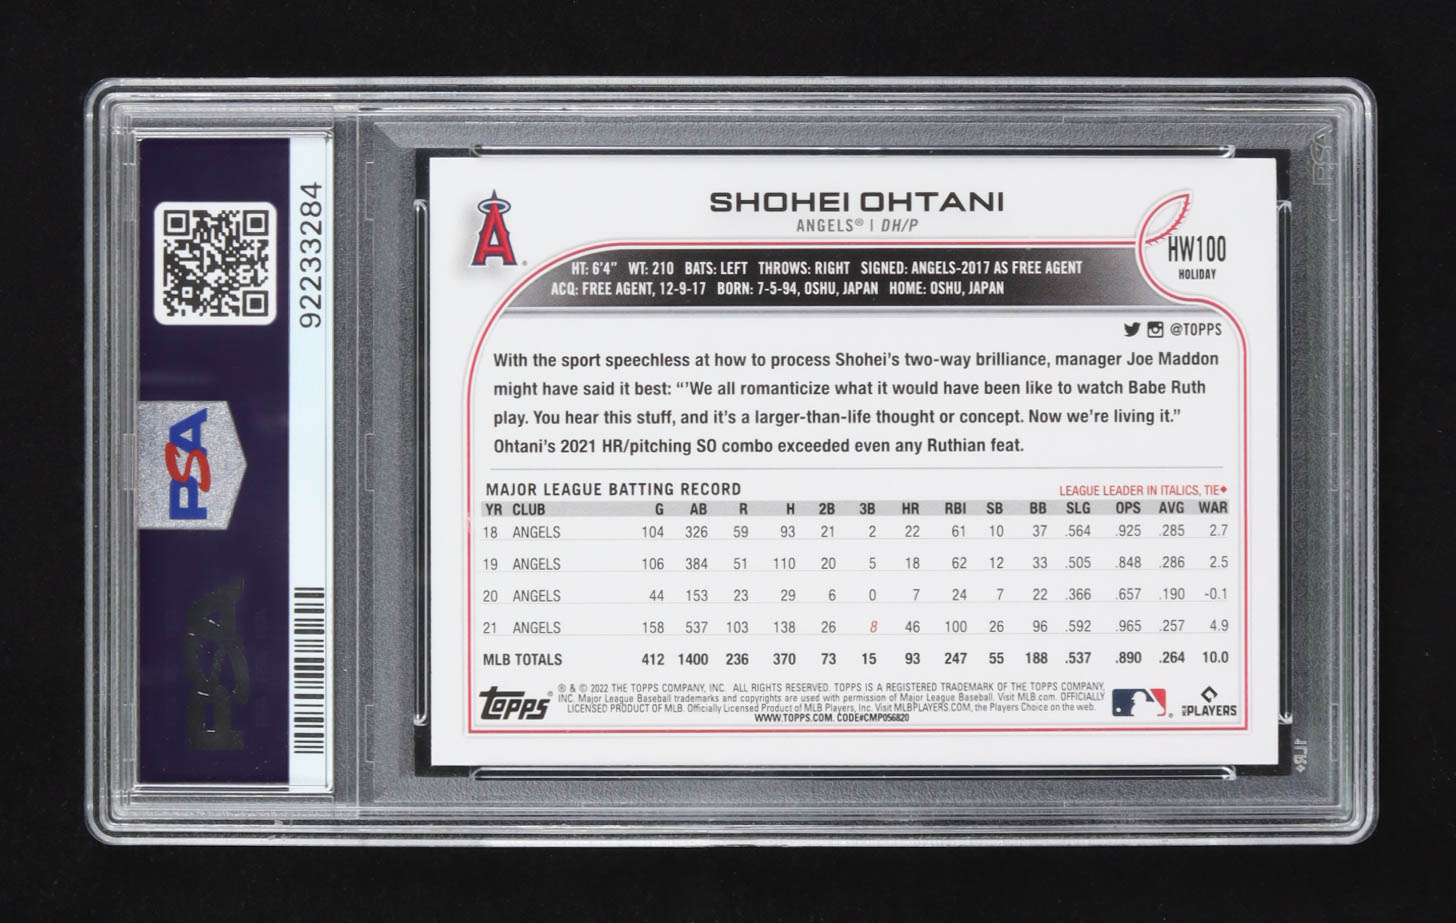 92233284
PSA
PSA
PSA
A
SHOHEI OHTANI
ANGELS® | DH/P
HW100
HOLIDAY
HT: 6'4" WT: 210 BATS: LEFT THROWS: RIGHT SIGNED: ANGELS-2017 AS FREE AGENT
ACQ: FREE AGENT, 12-9-17 BORN: 7-5-94, OSHU, JAPAN HOME: OSHU, JAPAN
@TOPPS
With the sport speechless at how to process Shohei's two-way brilliance, manager Joe Maddon
might have said it best: "'We all romanticize what it would have been like to watch Babe Ruth
play. You hear this stuff, and it's a larger-than-life thought or concept. Now we're living it."
Ohtani's 2021 HR/pitching SO combo exceeded even any Ruthian feat.
MAJOR LEAGUE BATTING RECORD LEAGUE LEADER IN ITALICS, TIE♦
YR CLUB G AB R H 2B 3B HR RBI SB BB SLG OPS AVG WAR
18 ANGELS 104 326 59 93 21 2 22 61 10 37 .564 .925 .285 2.7
19 ANGELS 106 384 51 110 20 5 18 62 12 33 .505 .848 .286 2.5
20 ANGELS 44 153 23 29 6 0 7 24 7 22 .366 .657 .190 -0.1
21 ANGELS 158 537 103 138 26 8 46 100 26 96 .592 .965 .257 4.9
MLB TOTALS 412 1400 236 370 73 15 93 247 55 188 .537 .890 .264 10.0
Topps®
® & © 2022 THE TOPPS COMPANY, INC. ALL RIGHTS RESERVED. TOPPS IS A REGISTERED TRADEMARK OF THE TOPPS COMPANY,
INC. Major League Baseball trademarks and copyrights are used with permission of Major League Baseball. Visit MLB.com. OFFICIALLY
LICENSED PRODUCT OF MLB. Officially Licensed Product of MLB Players, Inc. Visit MLBPLAYERS.COM, the Players Choice on the web.
WWW.TOPPS.COM. CODE#CMP056820
MLB PLAYERS